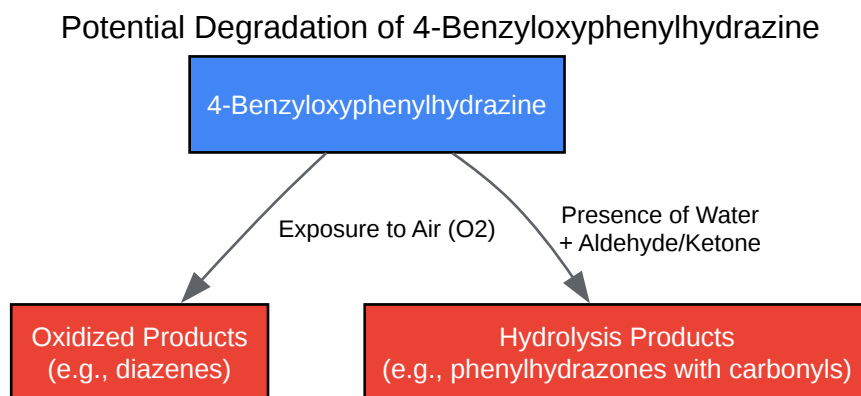 Potential Degradation of 4-Benzyloxyphenylhydrazine
4-Benzyloxyphenylhydrazine
Exposure to Air (O2)
Presence of Water
+ Aldehyde/Ketone
Oxidized Products
(e.g., diazenes)
Hydrolysis Products
(e.g., phenylhydrazones with carbonyls)